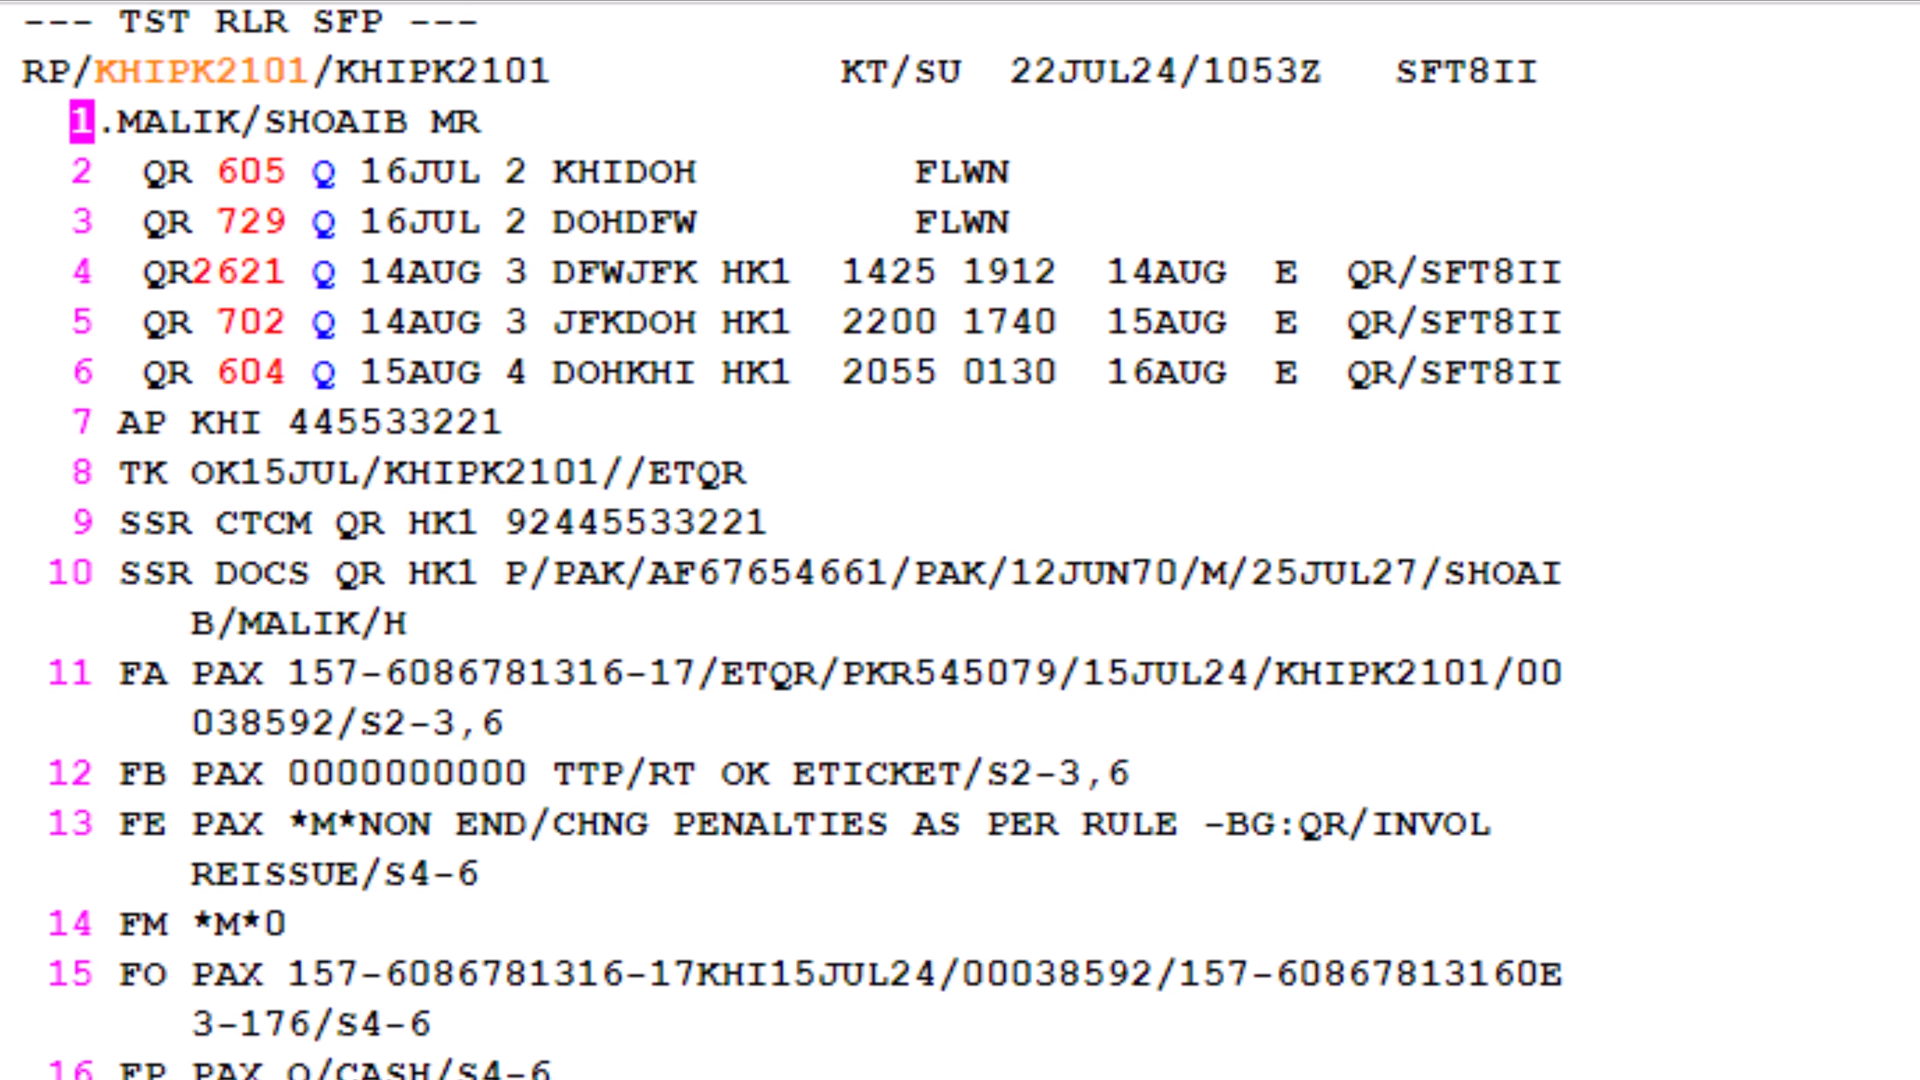 --- TST RLR SFP ---
RP/KHIPK2101/KHIPK2101 KT/SU 22JUL24/1053Z SFT8II
1.MALIK/SHOAIB MR
2 QR 605 Q 16JUL 2 KHIDOH FLWN
3 QR 729 Q 16JUL 2 DOHDFW FLWN
4 QR2621 Q 14AUG 3 DFWJFK HK1 1425 1912 14AUG E QR/SFT8II
5 QR 702 Q 14AUG 3 JFKDOH HK1 2200 1740 15AUG E QR/SFT8II
6 QR 604 Q 15AUG 4 DOHKHI HK1 2055 0130 16AUG E QR/SFT8II
7 AP KHI 445533221
8 TK OK15JUL/KHIPK2101//ETQR
9 SSR CTCM QR HK1 92445533221
10 SSR DOCS QR HK1 P/PAK/AF67654661/PAK/12JUN70/M/25JUL27/SHOAI
B/MALIK/H
11 FA PAX 157-6086781316-17/ETQR/PKR545079/15JUL24/KHIPK2101/00
038592/S2-3,6
12 FB PAX 0000000000 TTP/RT OK ETICKET/S2-3,6
13 FE PAX *M*NON END/CHNG PENALTIES AS PER RULE -BG:QR/INVOL
REISSUE/S4-6
14 FM *M*0
15 FO PAX 157-6086781316-17KHI15JUL24/00038592/157-60867813160E
3-176/S4-6
16 FP PAX O/CASH/S4-6